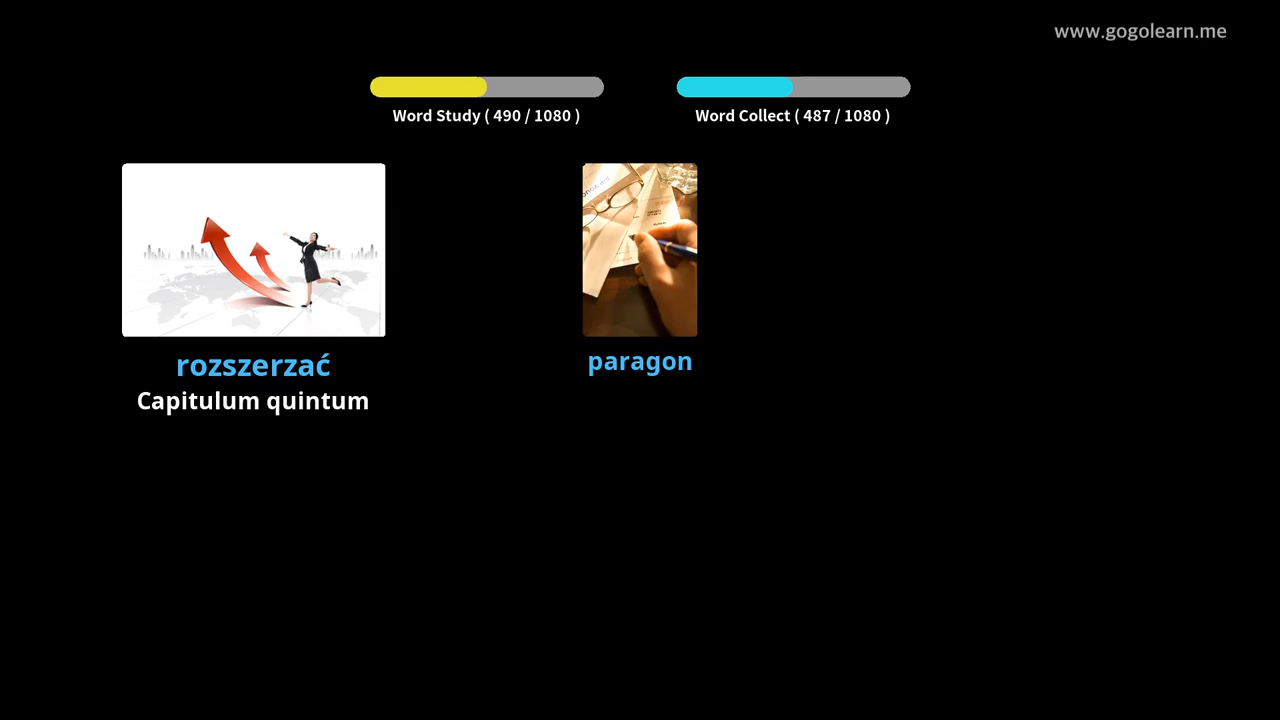 www.gogolearn.me
Word Study ( 490 / 1080 )
Word Collect ( 487 / 1080 )
rozszerzać
Capitulum quintum
paragon